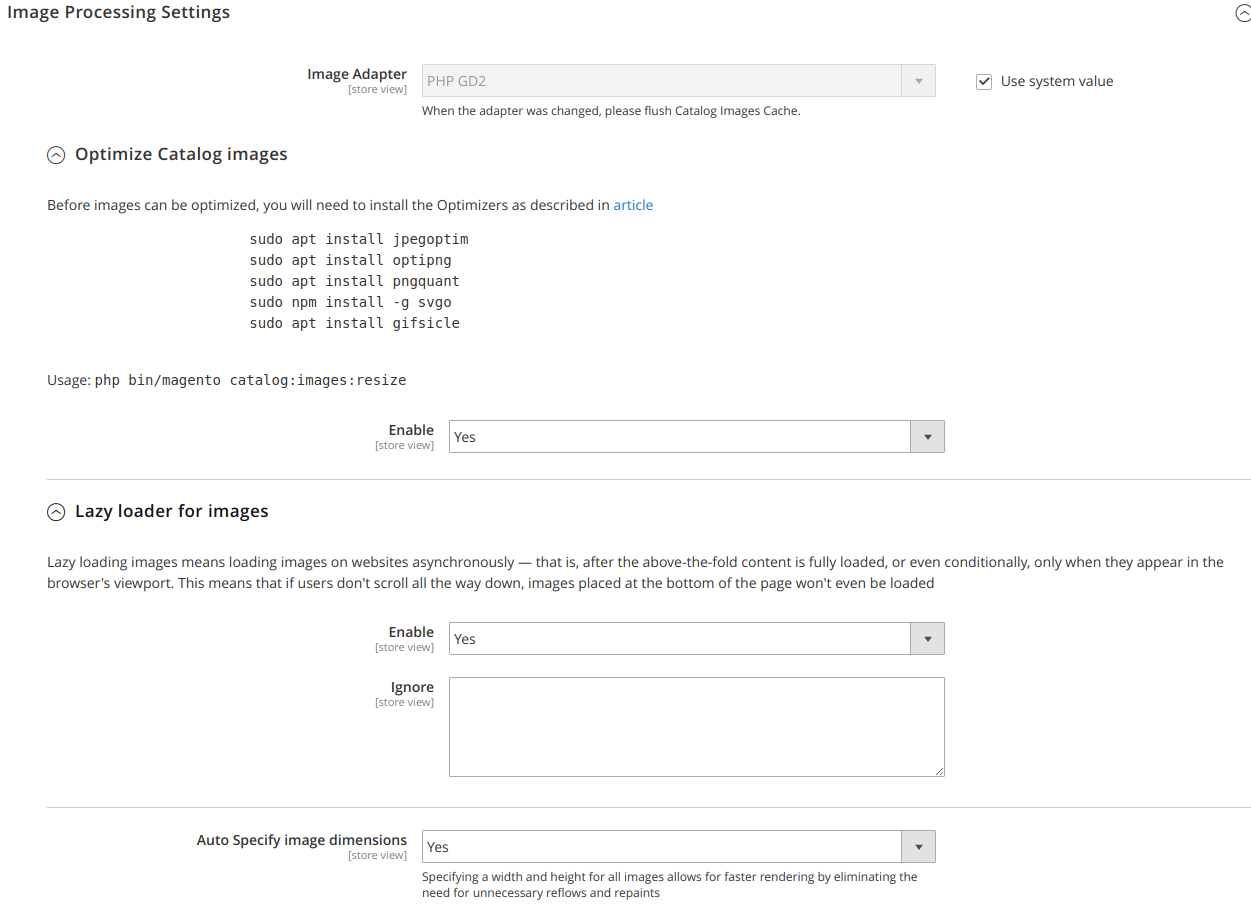 Image Processing Settings
Image Adapter
[store view]
PHP GD2
Use system value
When the adapter was changed, please flush Catalog Images Cache.
Optimize Catalog images
Before images can be optimized, you will need to install the Optimizers as described in article
sudo apt install jpegoptim
sudo apt install optipng
sudo apt install pngquant
sudo npm install -g svgo
sudo apt install gifsicle
Usage: php bin/magento catalog:images:resize
Enable
[store view]
Yes
Lazy loader for images
Lazy loading images means loading images on websites asynchronously — that is, after the above-the-fold content is fully loaded, or even conditionally, only when they appear in the
browser's viewport. This means that if users don't scroll all the way down, images placed at the bottom of the page won't even be loaded
Enable
[store view]
Yes
Ignore
[store view]
Auto Specify image dimensions
[store view]
Yes
Specifying a width and height for all images allows for faster rendering by eliminating the
need for unnecessary reflows and repaints